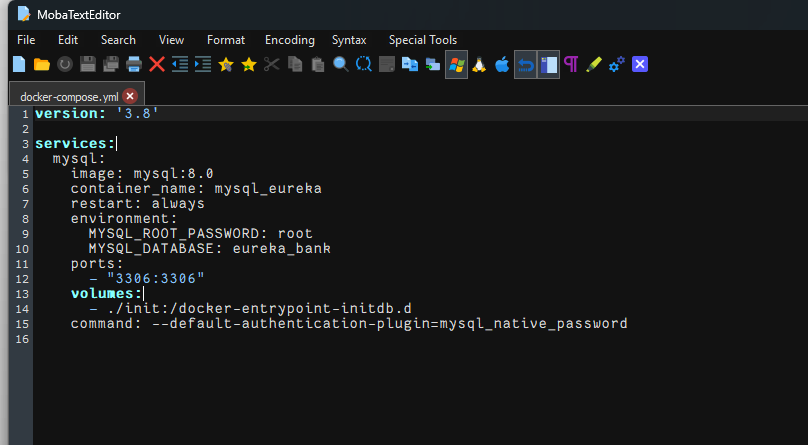 MobaTextEditor
File Edit Search View Format Encoding Syntax Special Tools
docker-compose.yml
1 version: '3.8'
2
3 services:
4   mysql:
5     image: mysql:8.0
6     container_name: mysql_eureka
7     restart: always
8     environment:
9       MYSQL_ROOT_PASSWORD: root
10       MYSQL_DATABASE: eureka_bank
11     ports:
12       - "3306:3306"
13     volumes:
14       - ./init:/docker-entrypoint-initdb.d
15     command: --default-authentication-plugin=mysql_native_password
16